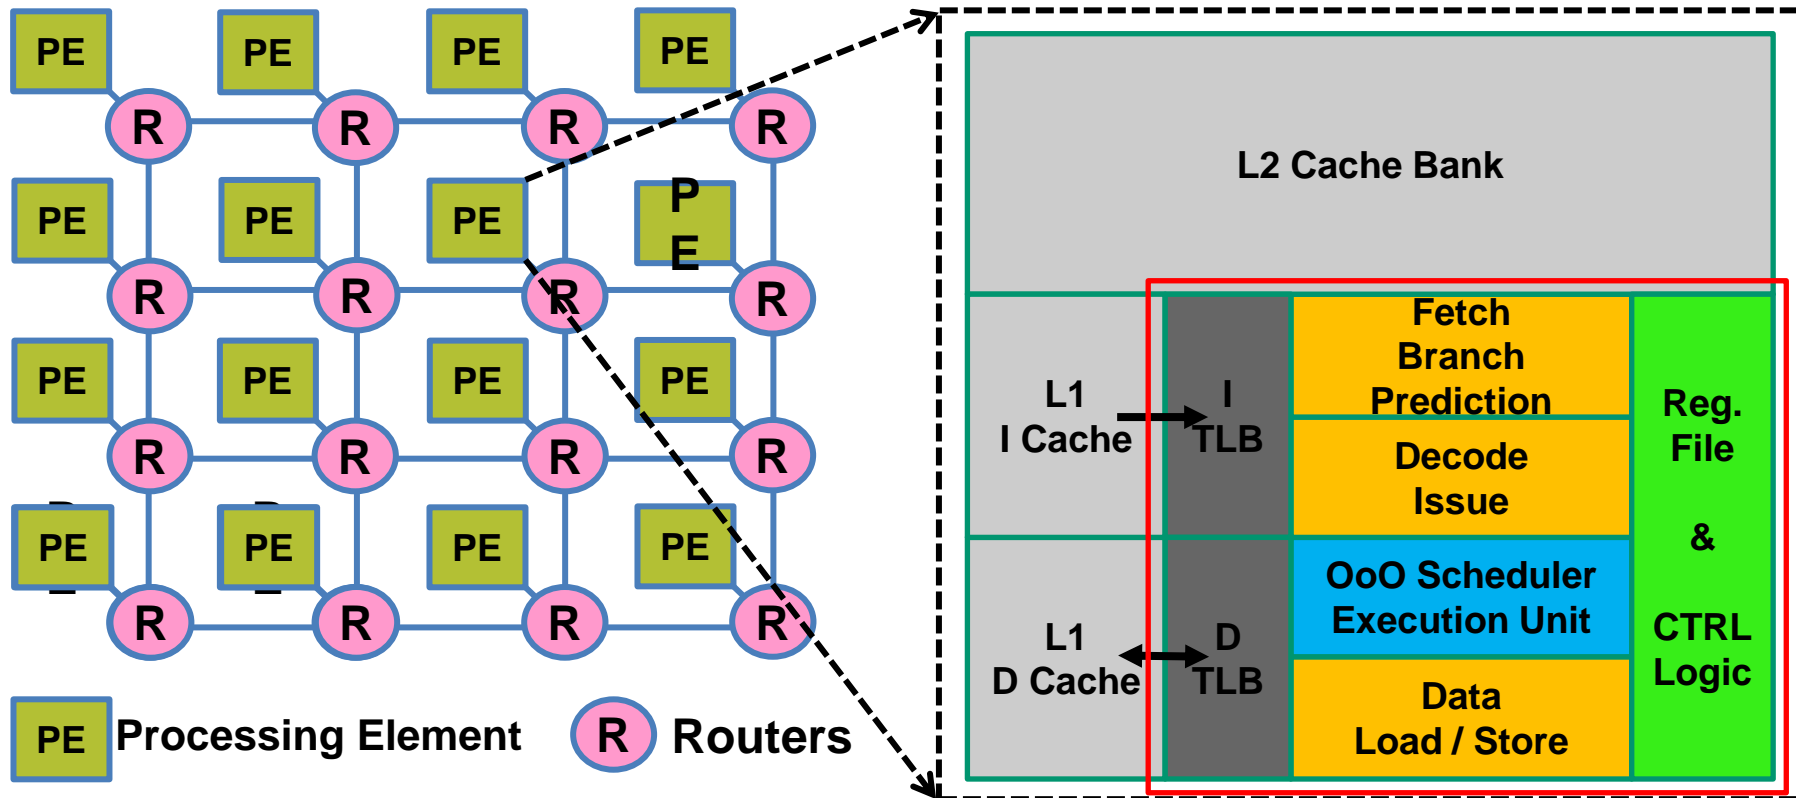 PE PE PE PE
R R R R
PE PE PE P
E
R R R R
PE PE PE PE
R R R R
PE PE PE PE
R R R R
PE Processing Element R Routers
L2 Cache Bank
L1
I Cache
I
TLB
Fetch
Branch
Prediction
Decode
Issue
L1
D Cache
D
TLB
OoO Scheduler
Execution Unit
Data
Load / Store
Reg.
File
&
CTRL
Logic